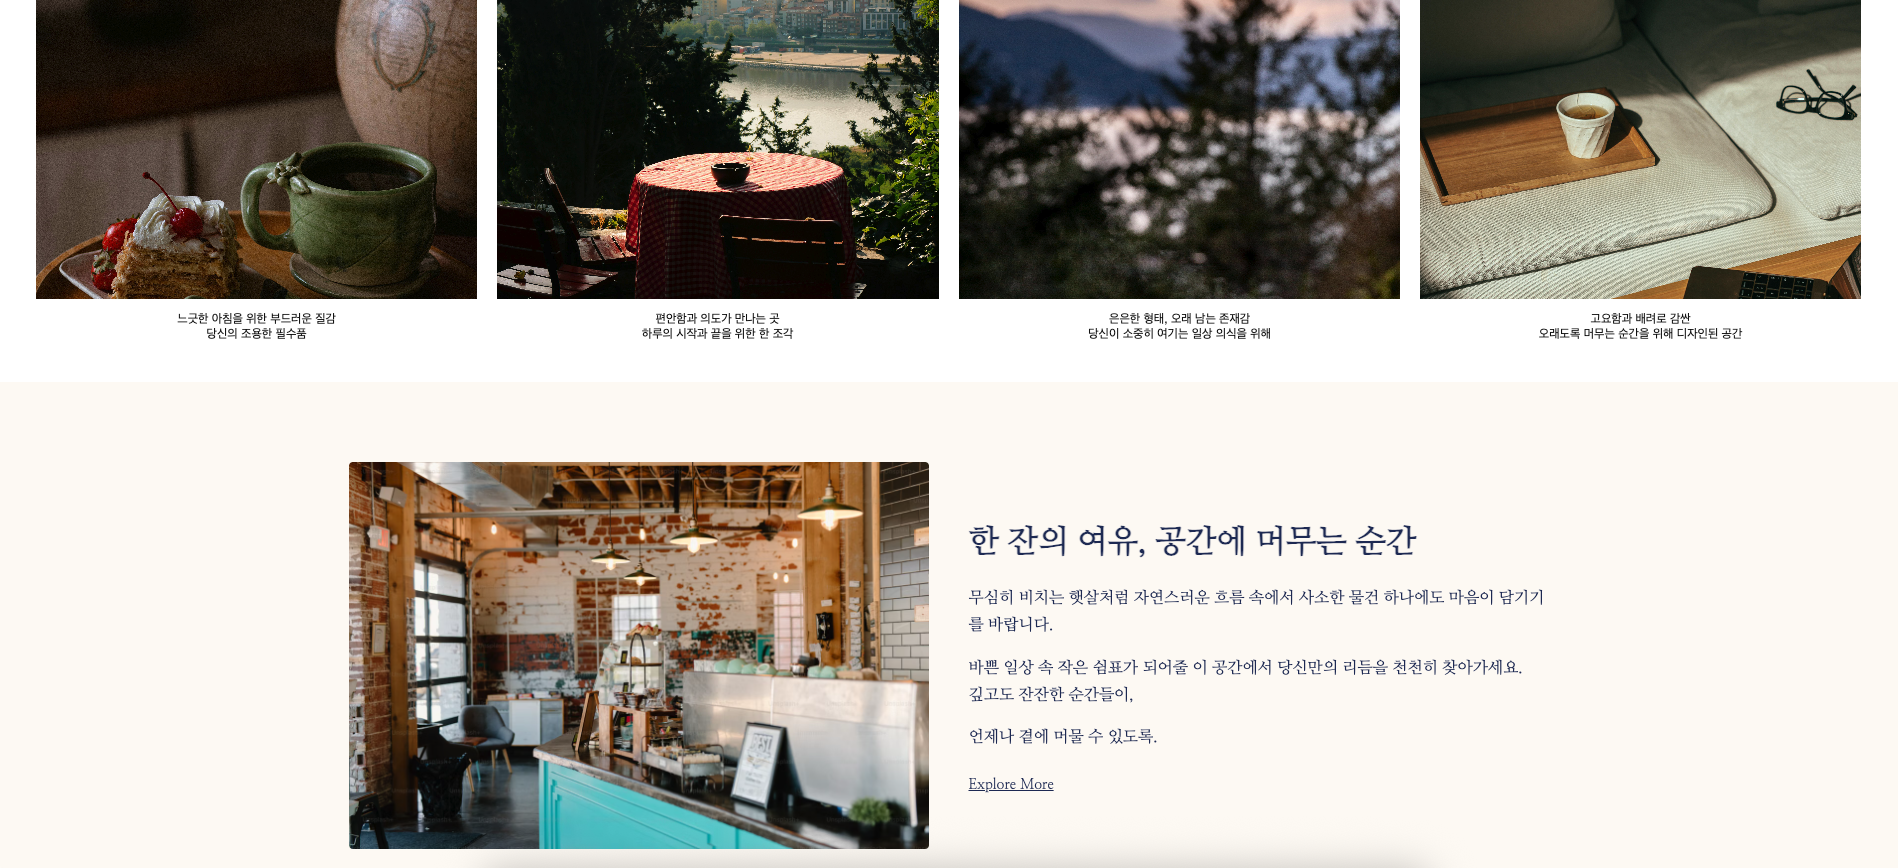 느긋한 아침을 위한 부드러운 질감
당신의 조용한 필수품
편안함과 의도가 만나는 곳
하루의 시작과 끝을 위한 한 조각
은은한 형태, 오래 남는 존재감
당신이 소중히 여기는 일상 의식을 위해
고요함과 배려로 감싼
오래도록 머무는 순간을 위해 디자인된 공간
한 잔의 여유, 공간에 머무는 순간
무심히 비치는 햇살처럼 자연스러운 흐름 속에서 사소한 물건 하나에도 마음이 담기기
를 바랍니다.
바쁜 일상 속 작은 쉼표가 되어줄 이 공간에서 당신만의 리듬을 천천히 찾아가세요.
깊고도 잔잔한 순간들이,
언제나 곁에 머물 수 있도록.
Explore More